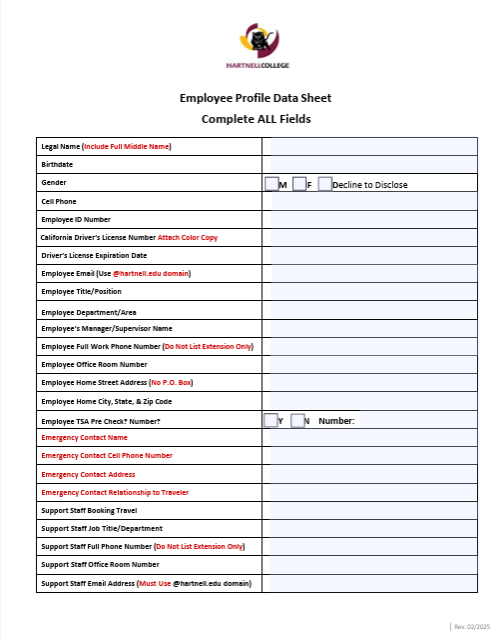 HARTNELLCOLLEGE
Employee Profile Data Sheet
Complete ALL Fields
Legal Name (Include Full Middle Name)
Birthdate
Gender M F Decline to Disclose
Cell Phone
Employee ID Number
California Driver's License Number Attach Color Copy
Driver's License Expiration Date
Employee Email (Use @hartnell.edu domain)
Employee Title/Position
Employee Department/Area
Employee's Manager/Supervisor Name
Employee Full Work Phone Number (Do Not List Extension Only)
Employee Office Room Number
Employee Home Street Address (No P.O. Box)
Employee Home City, State, & Zip Code
Employee TSA Pre Check? Number? Y N Number:
Emergency Contact Name
Emergency Contact Cell Phone Number
Emergency Contact Address
Emergency Contact Relationship to Traveler
Support Staff Booking Travel
Support Staff Job Title/Department
Support Staff Full Phone Number (Do Not List Extension Only)
Support Staff Office Room Number
Support Staff Email Address (Must Use @hartnell.edu domain)
Rev. 02/2025